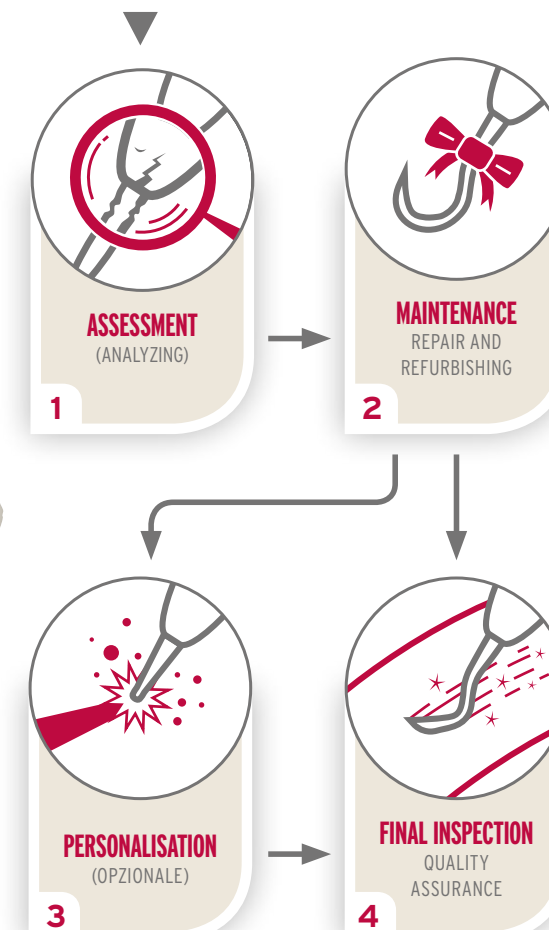 ASSESSMENT
(ANALYZING)
1
MAINTENANCE
REPAIR AND
REFURBISHING
2
PERSONALISATION
(OPZIONALE)
3
FINAL INSPECTION
QUALITY
ASSURANCE
4